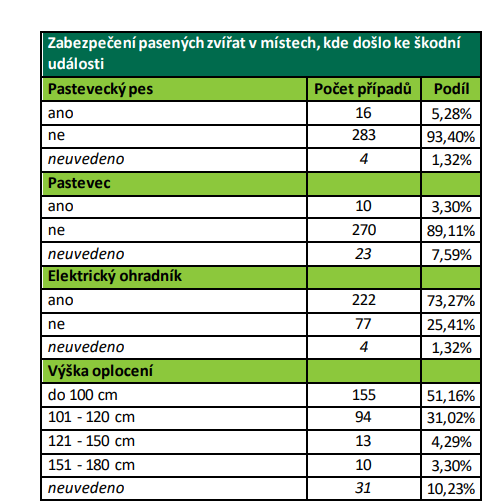 Zabezpečení pasených zvířat v místech, kde došlo ke škodní
události
Pastevecký pes Počet případů Podíl
ano 16 5,28%
ne 283 93,40%
neuvedeno 4 1,32%
Pastevec
ano 10 3,30%
ne 270 89,11%
neuvedeno 23 7,59%
Elektrický ohradník
ano 222 73,27%
ne 77 25,41%
neuvedeno 4 1,32%
Výška oplocení
do 100 cm 155 51,16%
101 - 120 cm 94 31,02%
121 - 150 cm 13 4,29%
151 - 180 cm 10 3,30%
neuvedeno 31 10,23%